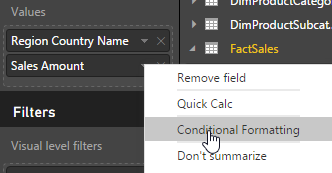 Values
Region Country Name
Sales Amount
Filters
Visual level filters
DimProductCatego
DimProductSubcat.
FactSales
Remove field
Quick Calc
Conditional Formatting
Don't summarize